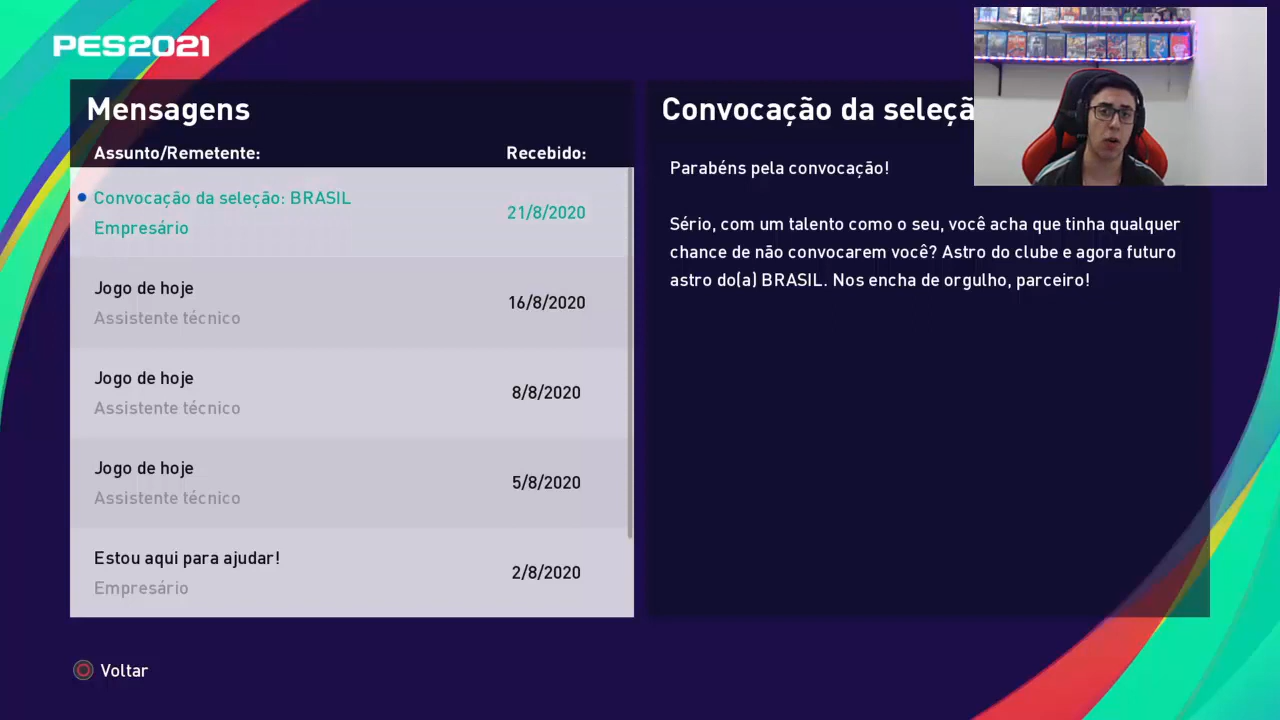 PES2021
Mensagens
Assunto/Remetente:
Recebido:
Convocação da seleção: BRASIL
Empresário
21/8/2020
Jogo de hoje
Assistente técnico
16/8/2020
Jogo de hoje
Assistente técnico
8/8/2020
Jogo de hoje
Assistente técnico
5/8/2020
Estou aqui para ajudar!
Empresário
2/8/2020
Convocação da seleçã
Parabéns pela convocação!
Sério, com um talento como o seu, você acha que tinha qualquer
chance de não convocarem você? Astro do clube e agora futuro
astro do(a) BRASIL. Nos encha de orgulho, parceiro!
Voltar